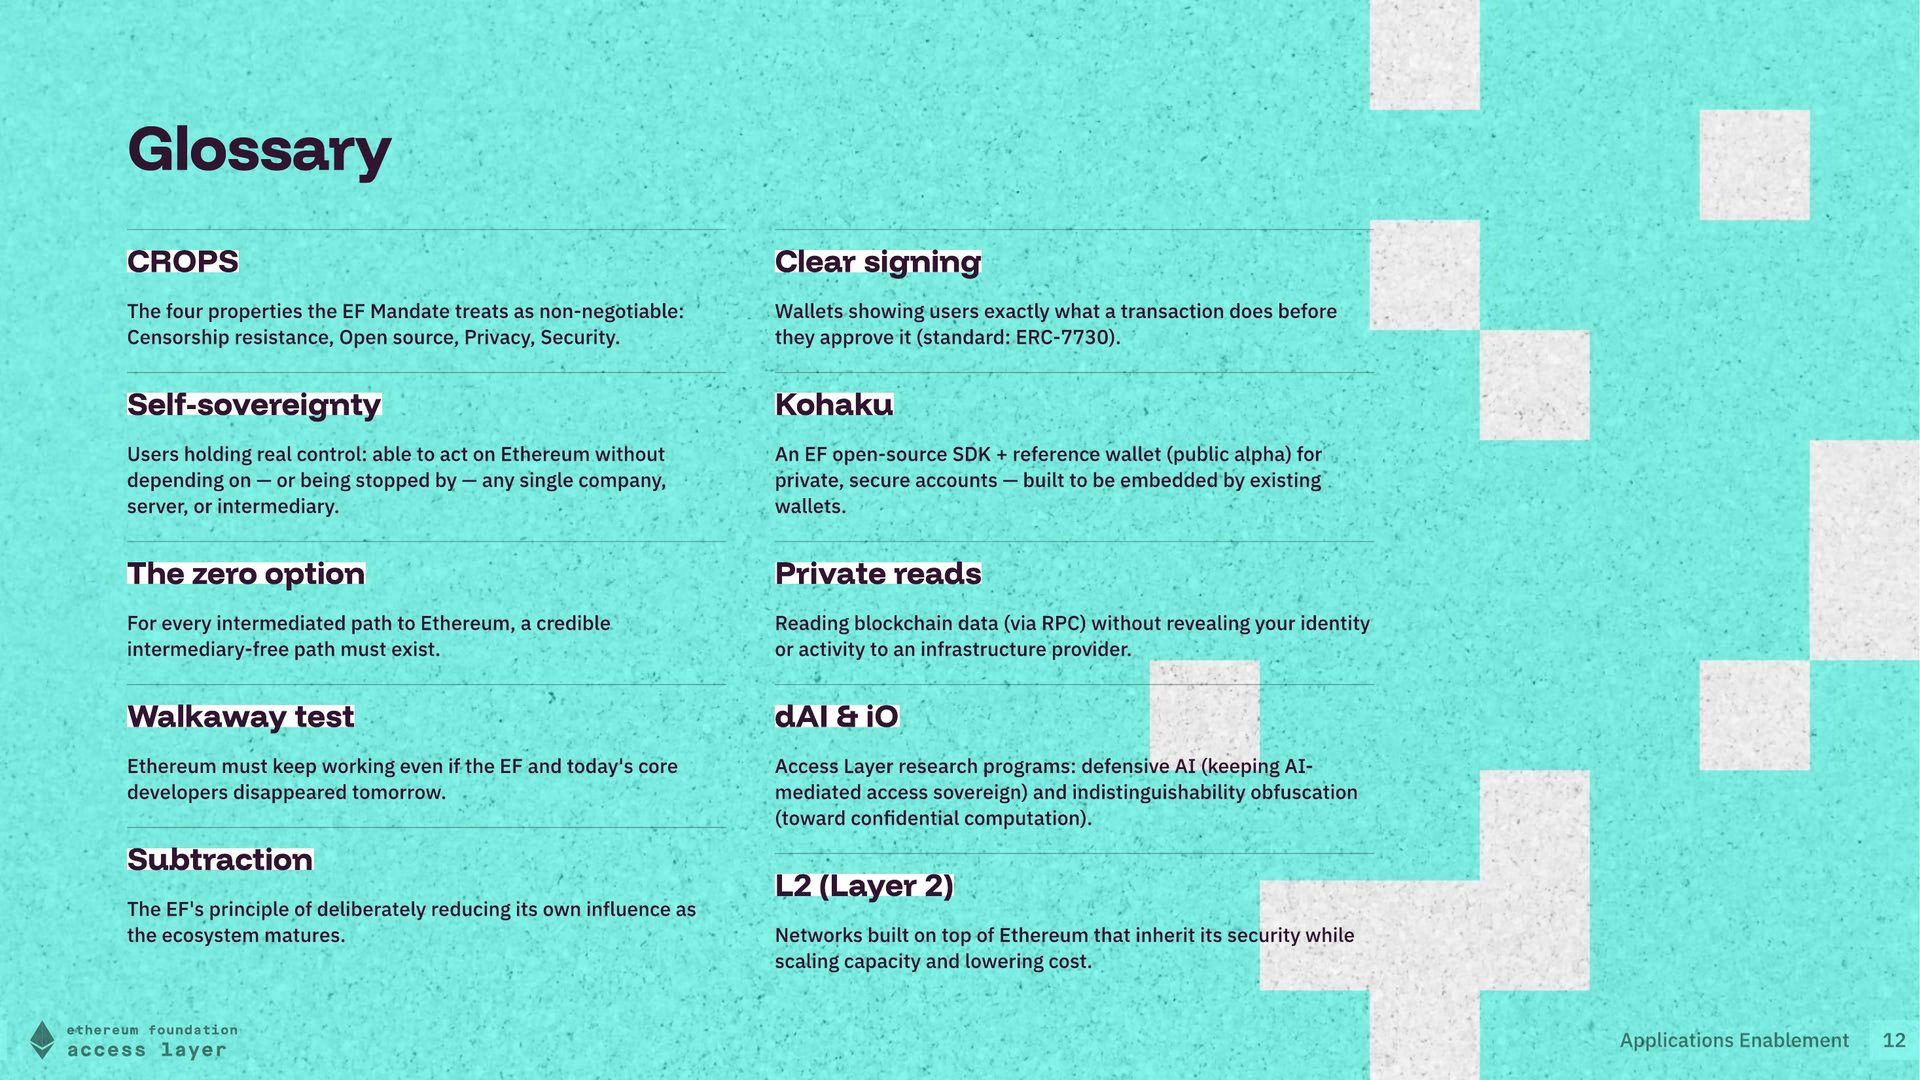 Glossary
CROPS
The four properties the EF Mandate treats as non-negotiable:
Censorship resistance, Open source, Privacy, Security.
Self-sovereignty
Users holding real control: able to act on Ethereum without
depending on — or being stopped by — any single company,
server, or intermediary.
The zero option
For every intermediated path to Ethereum, a credible
intermediary-free path must exist.
Walkaway test
Ethereum must keep working even if the EF and today's core
developers disappeared tomorrow.
Subtraction
The EF's principle of deliberately reducing its own influence as
the ecosystem matures.
Clear signing
Wallets showing users exactly what a transaction does before
they approve it (standard: ERC-7730).
Kohaku
An EF open-source SDK + reference wallet (public alpha) for
private, secure accounts — built to be embedded by existing
wallets.
Private reads
Reading blockchain data (via RPC) without revealing your identity
or activity to an infrastructure provider.
dAI & iO
Access Layer research programs: defensive AI (keeping AI-
mediated access sovereign) and indistinguishability obfuscation
(toward confidential computation).
L2 (Layer 2)
Networks built on top of Ethereum that inherit its security while
scaling capacity and lowering cost.
ethereum foundation
access layer
Applications Enablement
12